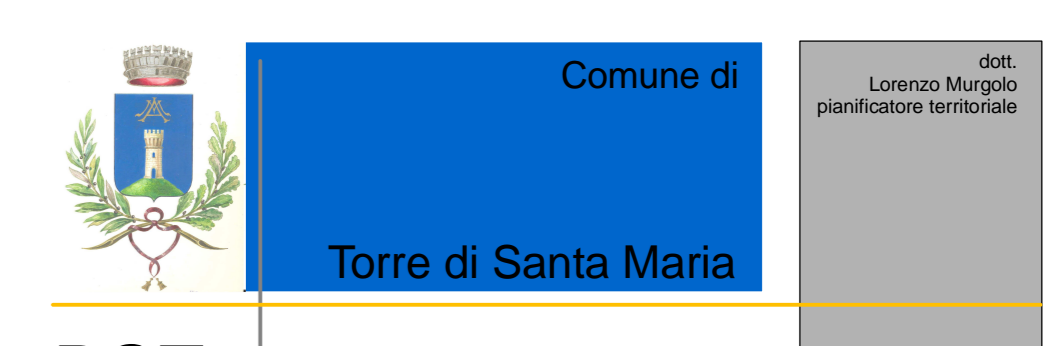 Comune di
Torre di Santa Maria
dott.
Lorenzo Murgolo
pianificatore territoriale